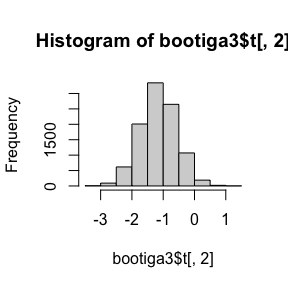 Histogram of bootiga3$t[, 2]
Frequency
1500
0
-3 -2 -1 0 1
bootiga3$t[, 2]